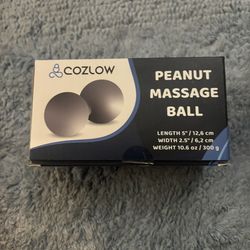 COZLOW
PEANUT
MASSAGE
BALL
LENGTH 5" / 12,6 cm
WIDTH 2.5" / 6,2 cm
WEIGHT 10.6 oz / 300 g